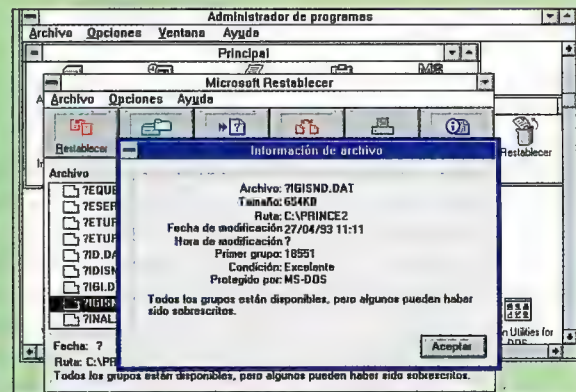 Administrador de programas
Archivo Opciones Ventana Ayuda
Principal
Microsoft Restablecer
Archivo Opciones Ayuda
Restablecer
Restablecer
Información de archivo
Archivo
?EQUE
?ESER
?ETUF
?ETUP
?ID.DA
?IDISN
?IGI.D
?IGISN
?INAL
Archivo: ?IGISND.DAT
Tamaño: 654KB
Ruta: C:\PRINCE2
Fecha de modificación 27/04/93 11:11
Hora de modificación ?
Primer grupo: 18551
Condición: Excelente
Protegido por: MS-DOS
Todos los grupos están disponibles, pero algunos pueden haber
sido sobrescritos.
Aceptar
n Utilities for
Fecha: ?
Ruta: C:\PR
Todos los grupos están disponibles, pero algunos pueden haber sido sobrescritos.